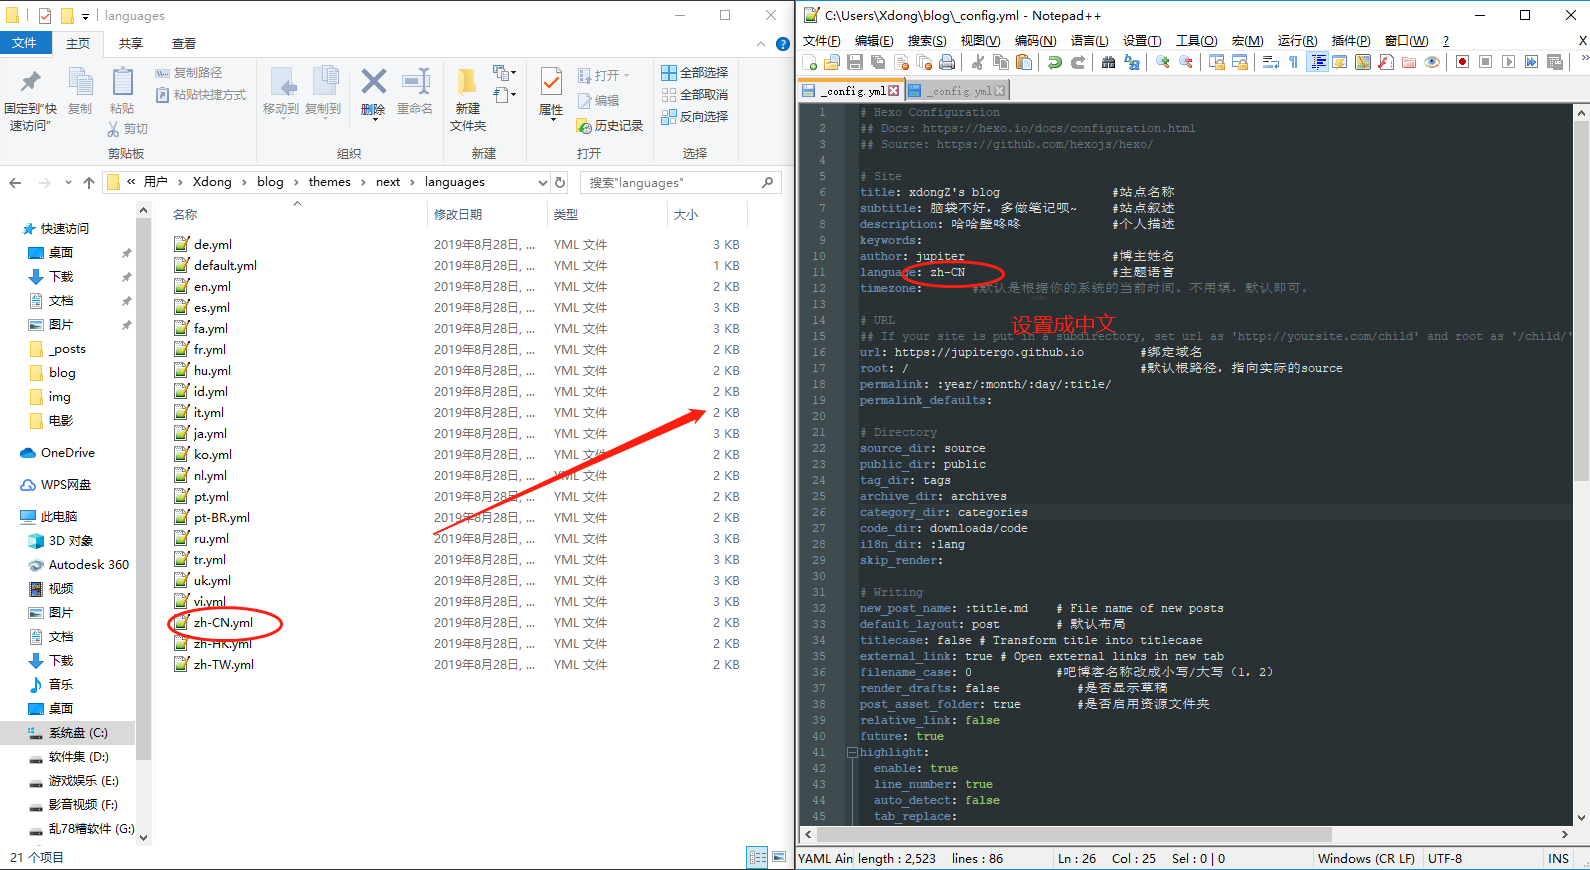 languages
文件
主页
共享
查看
固定到"快
速访问"
复制
粘贴
复制路径
粘贴快捷方式
剪切
剪贴板
移动到
复制到
删除
重命名
组织
新建
文件夹
新建
属性
打开
编辑
历史记录
打开
全部选择
全部取消
反向选择
选择
« 用户 › Xdong › blog › themes › next › languages
搜索"languages"
快速访问
桌面
下载
文档
图片
_posts
blog
img
电影
OneDrive
WPS网盘
此电脑
3D 对象
Autodesk 360
视频
图片
文档
下载
音乐
桌面
系统盘 (C:)
软件集 (D:)
游戏娱乐 (E:)
影音视频 (F:)
乱78糟软件 (G:)
名称 修改日期 类型 大小
de.yml 2019年8月28日, ... YML 文件 3 KB
default.yml 2019年8月28日, ... YML 文件 1 KB
en.yml 2019年8月28日, ... YML 文件 2 KB
es.yml 2019年8月28日, ... YML 文件 2 KB
fa.yml 2019年8月28日, ... YML 文件 3 KB
fr.yml 2019年8月28日, ... YML 文件 2 KB
hu.yml 2019年8月28日, ... YML 文件 2 KB
id.yml 2019年8月28日, ... YML 文件 2 KB
it.yml 2019年8月28日, ... YML 文件 2 KB
ja.yml 2019年8月28日, ... YML 文件 3 KB
ko.yml 2019年8月28日, ... YML 文件 2 KB
nl.yml 2019年8月28日, ... YML 文件 2 KB
pt.yml 2019年8月28日, ... YML 文件 2 KB
pt-BR.yml 2019年8月28日, ... YML 文件 2 KB
ru.yml 2019年8月28日, ... YML 文件 3 KB
tr.yml 2019年8月28日, ... YML 文件 2 KB
uk.yml 2019年8月28日, ... YML 文件 3 KB
vi.yml 2019年8月28日, ... YML 文件 3 KB
zh-CN.yml 2019年8月28日, ... YML 文件 2 KB
zh-HK.yml 2019年8月28日, ... YML 文件 2 KB
zh-TW.yml 2019年8月28日, ... YML 文件 2 KB
21 个项目
C:\Users\Xdong\blog\_config.yml - Notepad++
文件(F) 编辑(E) 搜索(S) 视图(V) 编码(N) 语言(L) 设置(T) 工具(O) 宏(M) 运行(R) 插件(P) 窗口(W) ? X
_config.yml _config.yml
1 # Hexo Configuration
2 ## Docs: https://hexo.io/docs/configuration.html
3 ## Source: https://github.com/hexojs/hexo/
4
5 # Site
6 title: xdongZ's blog #站点名称
7 subtitle: 脑袋不好，多做笔记呗~ #站点叙述
8 description: 哈哈壁咚咚 #个人描述
9 keywords:
10 author: jupiter #博主姓名
11 language: zh-CN #主题语言
12 timezone: #默认是根据你的系统的当前时间。不用填，默认即可。
13
设置成中文
14 # URL
15 ## If your site is put in a subdirectory, set url as 'http://yoursite.com/child' and root as '/child/'
16 url: https://jupitergo.github.io #绑定域名
17 root: / #默认根路径，指向实际的source
18 permalink: :year/:month/:day/:title/
19 permalink_defaults:
20
21 # Directory
22 source_dir: source
23 public_dir: public
24 tag_dir: tags
25 archive_dir: archives
26 category_dir: categories
27 code_dir: downloads/code
28 i18n_dir: :lang
29 skip_render:
30
31 # Writing
32 new_post_name: :title.md # File name of new posts
33 default_layout: post # 默认布局
34 titlecase: false # Transform title into titlecase
35 external_link: true # Open external links in new tab
36 filename_case: 0 #吧博客名称改成小写/大写（1, 2）
37 render_drafts: false #是否显示草稿
38 post_asset_folder: true #是否启用资源文件夹
39 relative_link: false
40 future: true
41 highlight:
42 enable: true
43 line_number: true
44 auto_detect: false
45 tab_replace:
YAML Ain length : 2,523 lines : 86 Ln : 26 Col : 25 Sel : 0 | 0 Windows (CR LF) UTF-8 INS